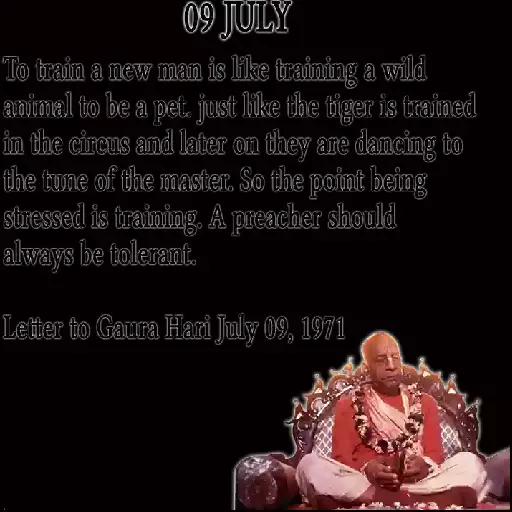 09 JULY
To train a new man is like training a wild
animal to be a pet. just like the tiger is trained
in the circus and later on they are dancing to
the tune of the master. So the point being
stressed is training. A preacher should
always be tolerant.
Letter to Gaura Hari July 09, 1971